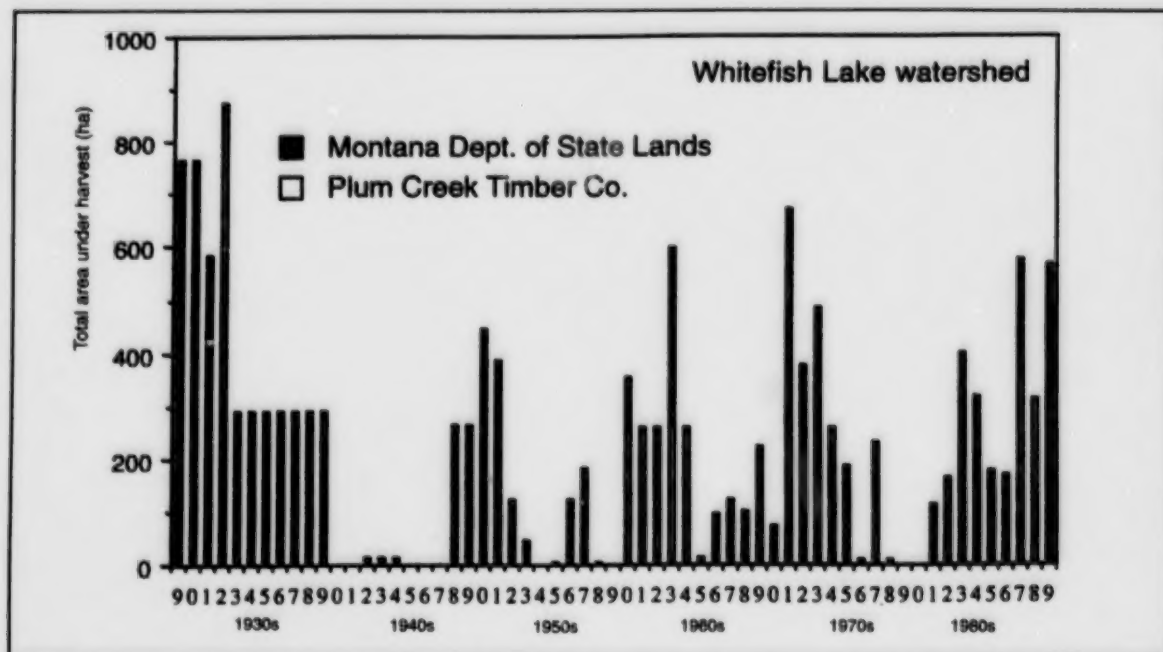 1000
Whitefish Lake watershed
800
Montana Dept. of State Lands
Plum Creek Timber Co.
Total area under harvest (ha)
600
400
200
0
9012345678901234567890123456789012345678901234567890123456789
1930s 1940s 1950s 1960s 1970s 1980s